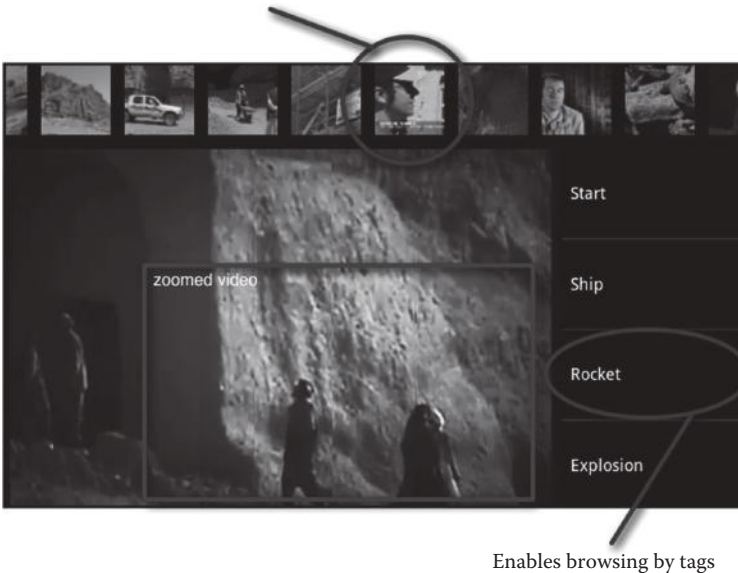 zoomed video
Start
Ship
Rocket
Explosion
Enables browsing by tags